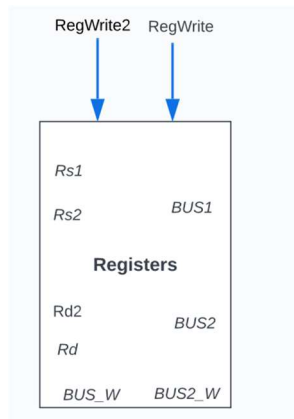 RegWrite2 RegWrite
Rs1
Rs2
BUS1
Registers
Rd2
BUS2
Rd
BUS_W BUS2_W